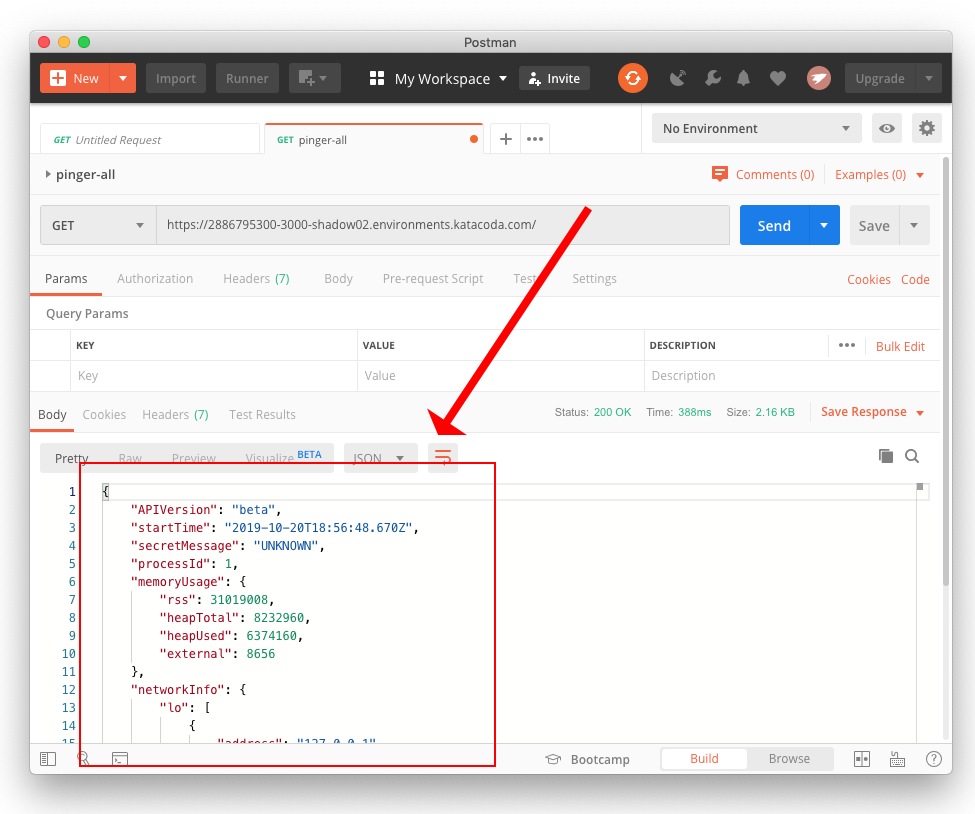 Postman
New Import Runner My Workspace Invite Upgrade
GET Untitled Request GET pinger-all No Environment
pinger-all Comments (0) Examples (0)
GET https://2886795300-3000-shadow02.environments.katacoda.com/ Send Save
Params Authorization Headers (7) Body Pre-request Script Settings Cookies Code
Query Params
KEY VALUE DESCRIPTION Bulk Edit
Key Value Description
Body Cookies Headers (7) Test Results Status: 200 OK Time: 388ms Size: 2.16 KB Save Response
Pretty Raw Preview Visualize BETA JSON
1 {
2 "APIVersion": "beta",
3 "startTime": "2019-10-20T18:56:48.670Z",
4 "secretMessage": "UNKNOWN",
5 "processId": 1,
6 "memoryUsage": {
7 "rss": 31019008,
8 "heapTotal": 8232960,
9 "heapUsed": 6374160,
10 "external": 8656
11 },
12 "networkInfo": {
13 "lo": [
14 {
15 "address": "127.0.0.1"
Bootcamp Build Browse